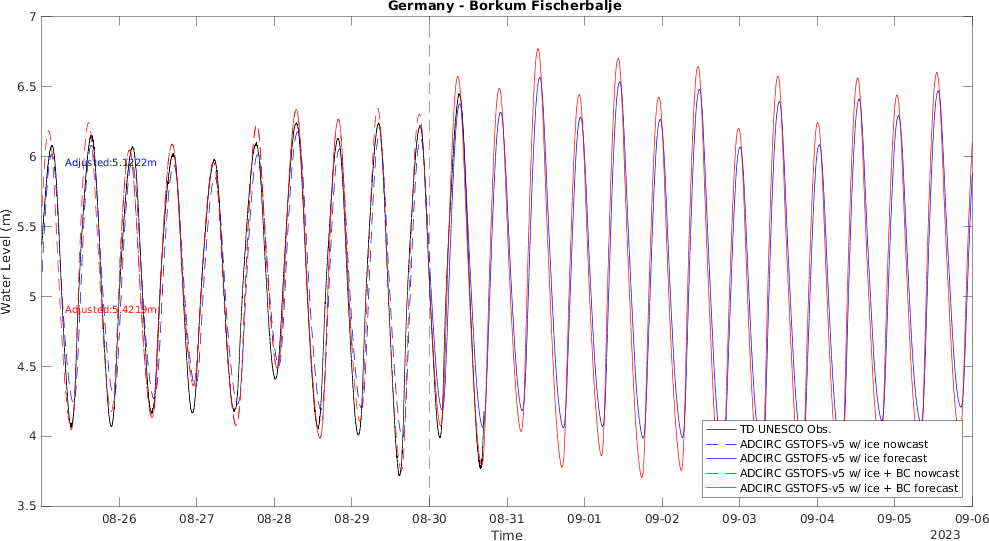 Germany - Borkum Fischerbalje
7
6.5
6
5.5
5
4.5
4
3.5
Water Level (m)
Adjusted:5.1222m
Adjusted:5.4219m
TD UNESCO Obs.
ADCIRC GSTOFS-v5 w/ ice nowcast
ADCIRC GSTOFS-v5 w/ ice forecast
ADCIRC GSTOFS-v5 w/ ice + BC nowcast
ADCIRC GSTOFS-v5 w/ ice + BC forecast
08-26 08-27 08-28 08-29 08-30 08-31 09-01 09-02 09-03 09-04 09-05 09-06
Time
2023